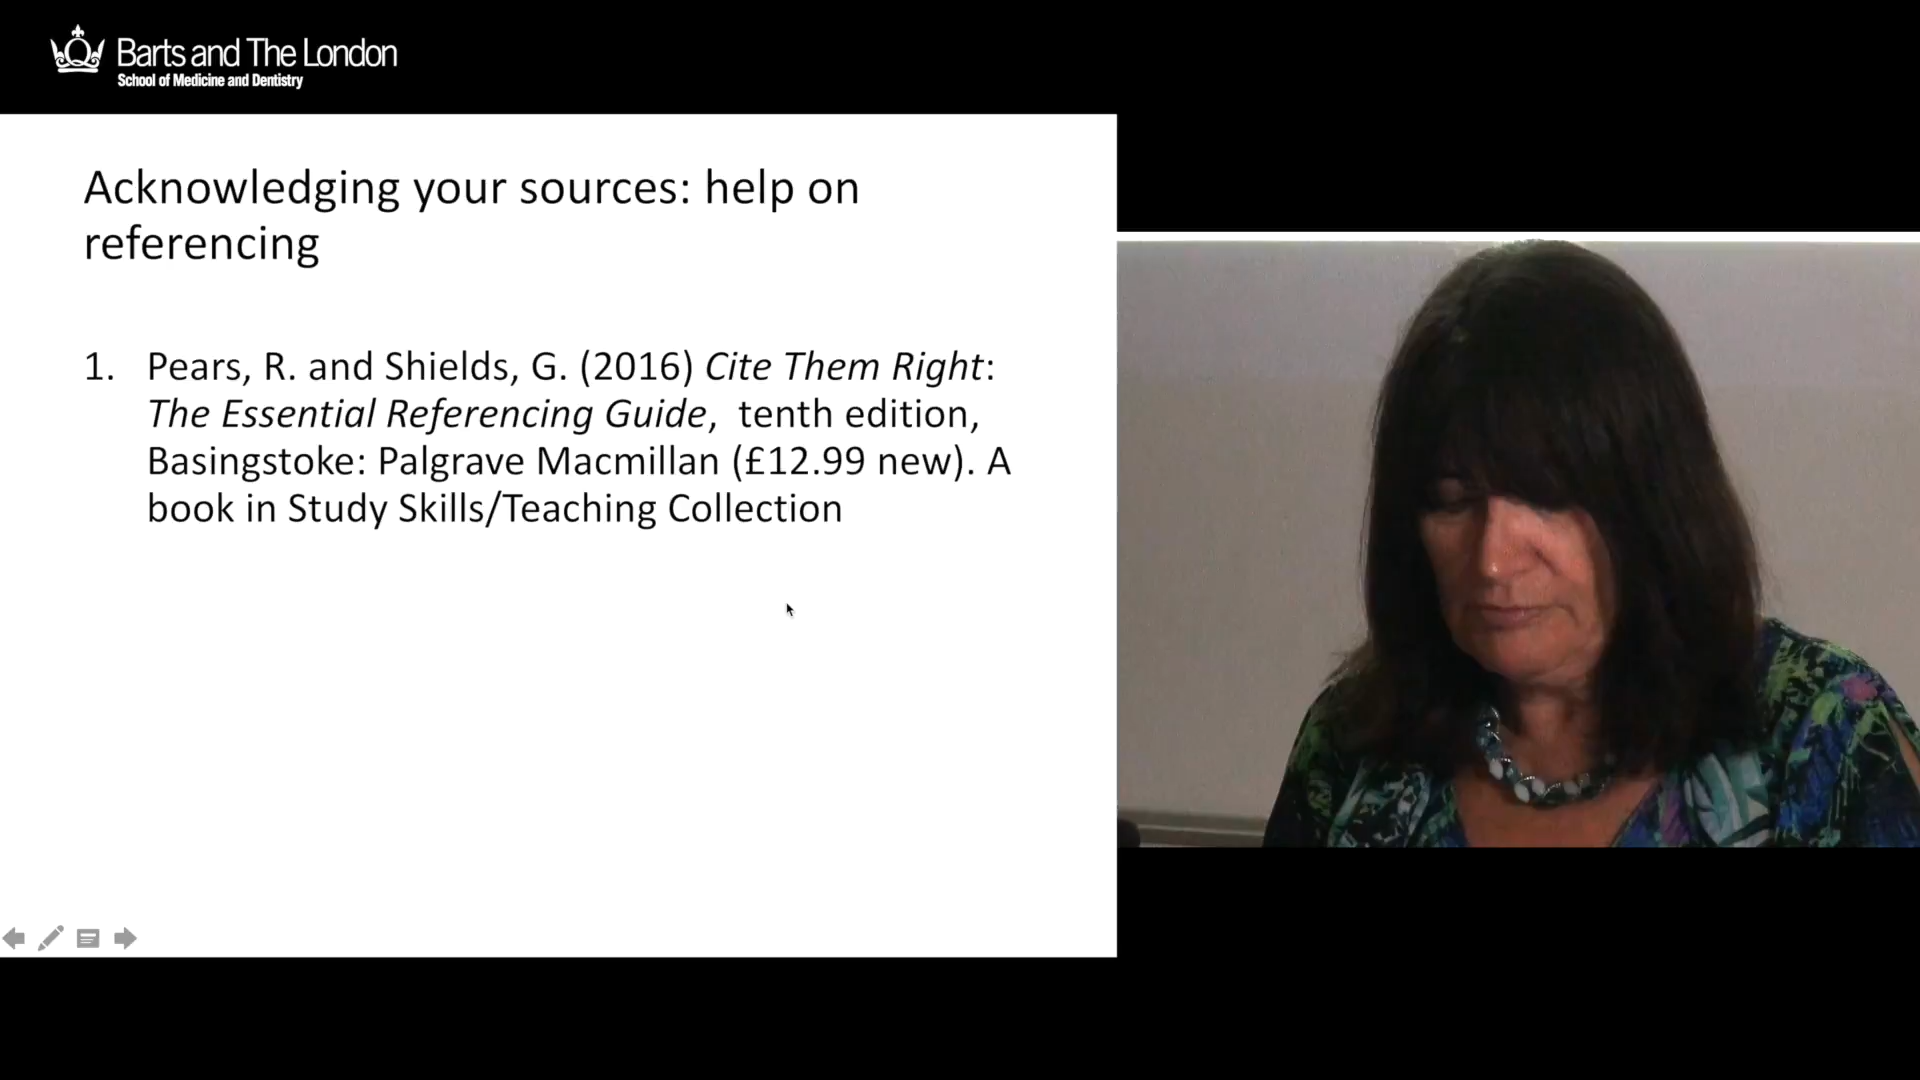 Barts and The London
School of Medicine and Dentistry
Acknowledging your sources: help on
referencing
1. Pears, R. and Shields, G. (2016) Cite Them Right:
The Essential Referencing Guide, tenth edition,
Basingstoke: Palgrave Macmillan (£12.99 new). A
book in Study Skills/Teaching Collection